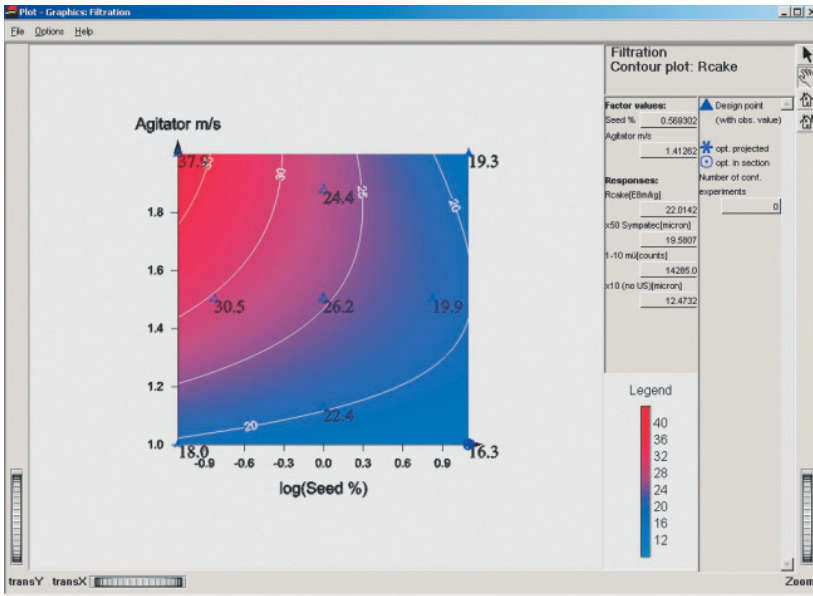 Plot - Graphics: Filtration
File Options Help
Filtration
Contour plot: Rcake
Factor values:
Seed % 0.569302
Agitator m/s
1.41262
Responses:
Rcake[E8mAg]
22.0142
x50 Sympatec[micron]
19.5807
1-10 mü[counts]
14285.0
x10 (no US)[micron]
12.4732
Design point
(with obs. value)
opt. projected
opt. in section
Number of conf.
experiments
0
Agitator m/s
37.9
19.3
30
25
20
24.4
1.8
1.6
30.5
26.2
19.9
1.4
1.2
22.4
20
1.0
18.0
16.3
-0.9 -0.6 -0.3 0.0 0.3 0.6 0.9
log(Seed %)
Legend
40
36
32
28
24
20
16
12
transY transX
Zoom